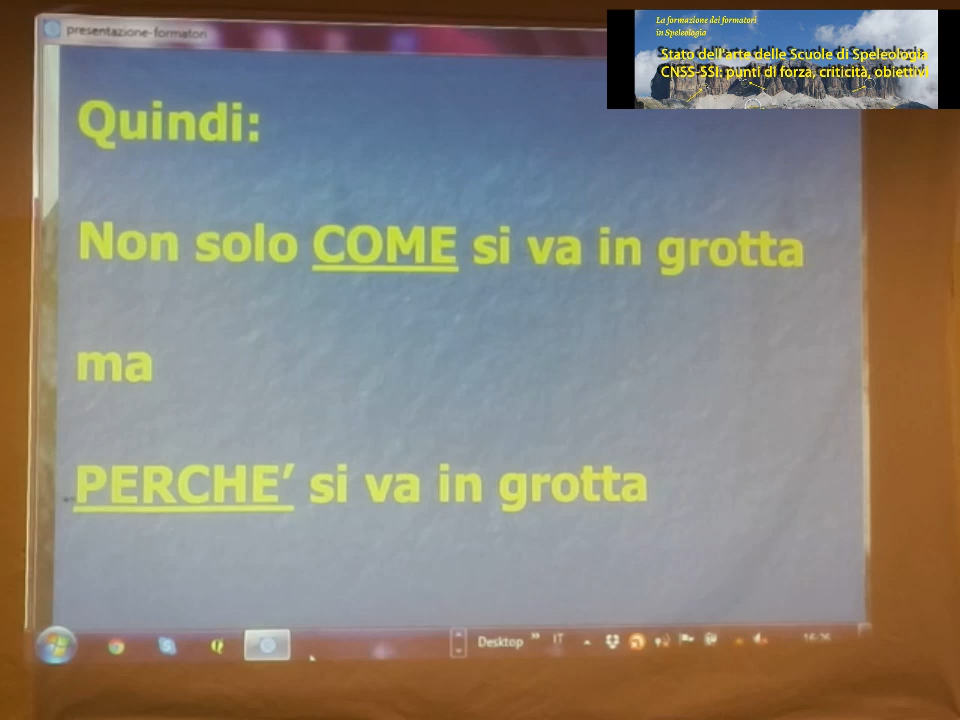 presentazione-formatori
La formazione dei formatori
in Speleologia
Stato dell'arte delle Scuole di Speleologia
CNSS-SSI: punti di forza, criticità, obiettivi
Quindi:
Non solo COME si va in grotta
ma
PERCHE' si va in grotta
Desktop
IT
16:26